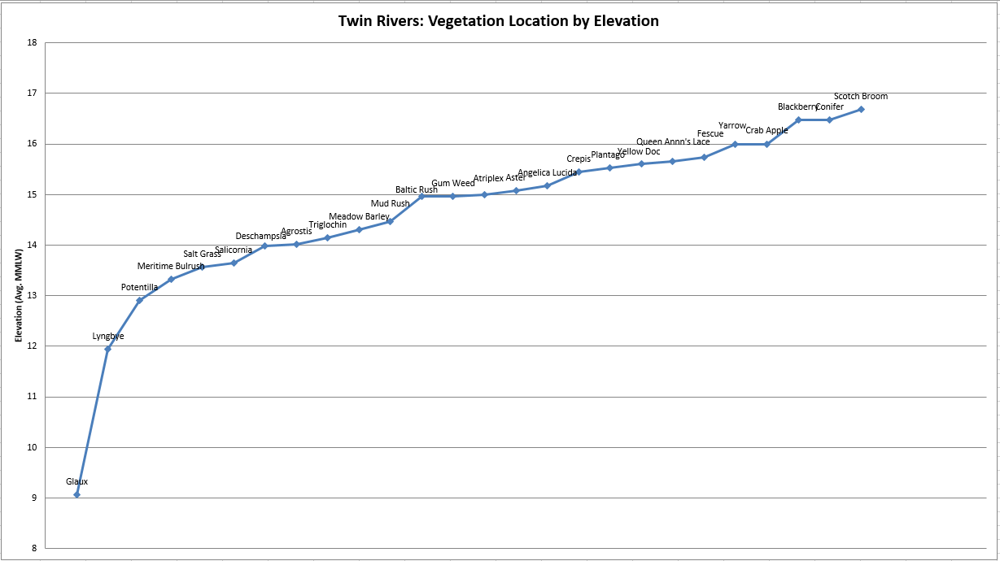 Twin Rivers: Vegetation Location by Elevation
Elevation (Avg. MMLW)
18
17
16
15
14
13
12
11
10
9
8
Glaux
Lyngbye
Potentilla
Meritime Bulrush
Salt Grass
Salicornia
Deschampsia
Agrostis
Triglochin
Meadow Barley
Mud Rush
Baltic Rush
Gum Weed
Atriplex
Aster
Angelica Lucida
Crepis
Plantago
Yellow Doc
Queen Annn's Lace
Fescue
Yarrow
Crab Apple
Blackberry
Conifer
Scotch Broom